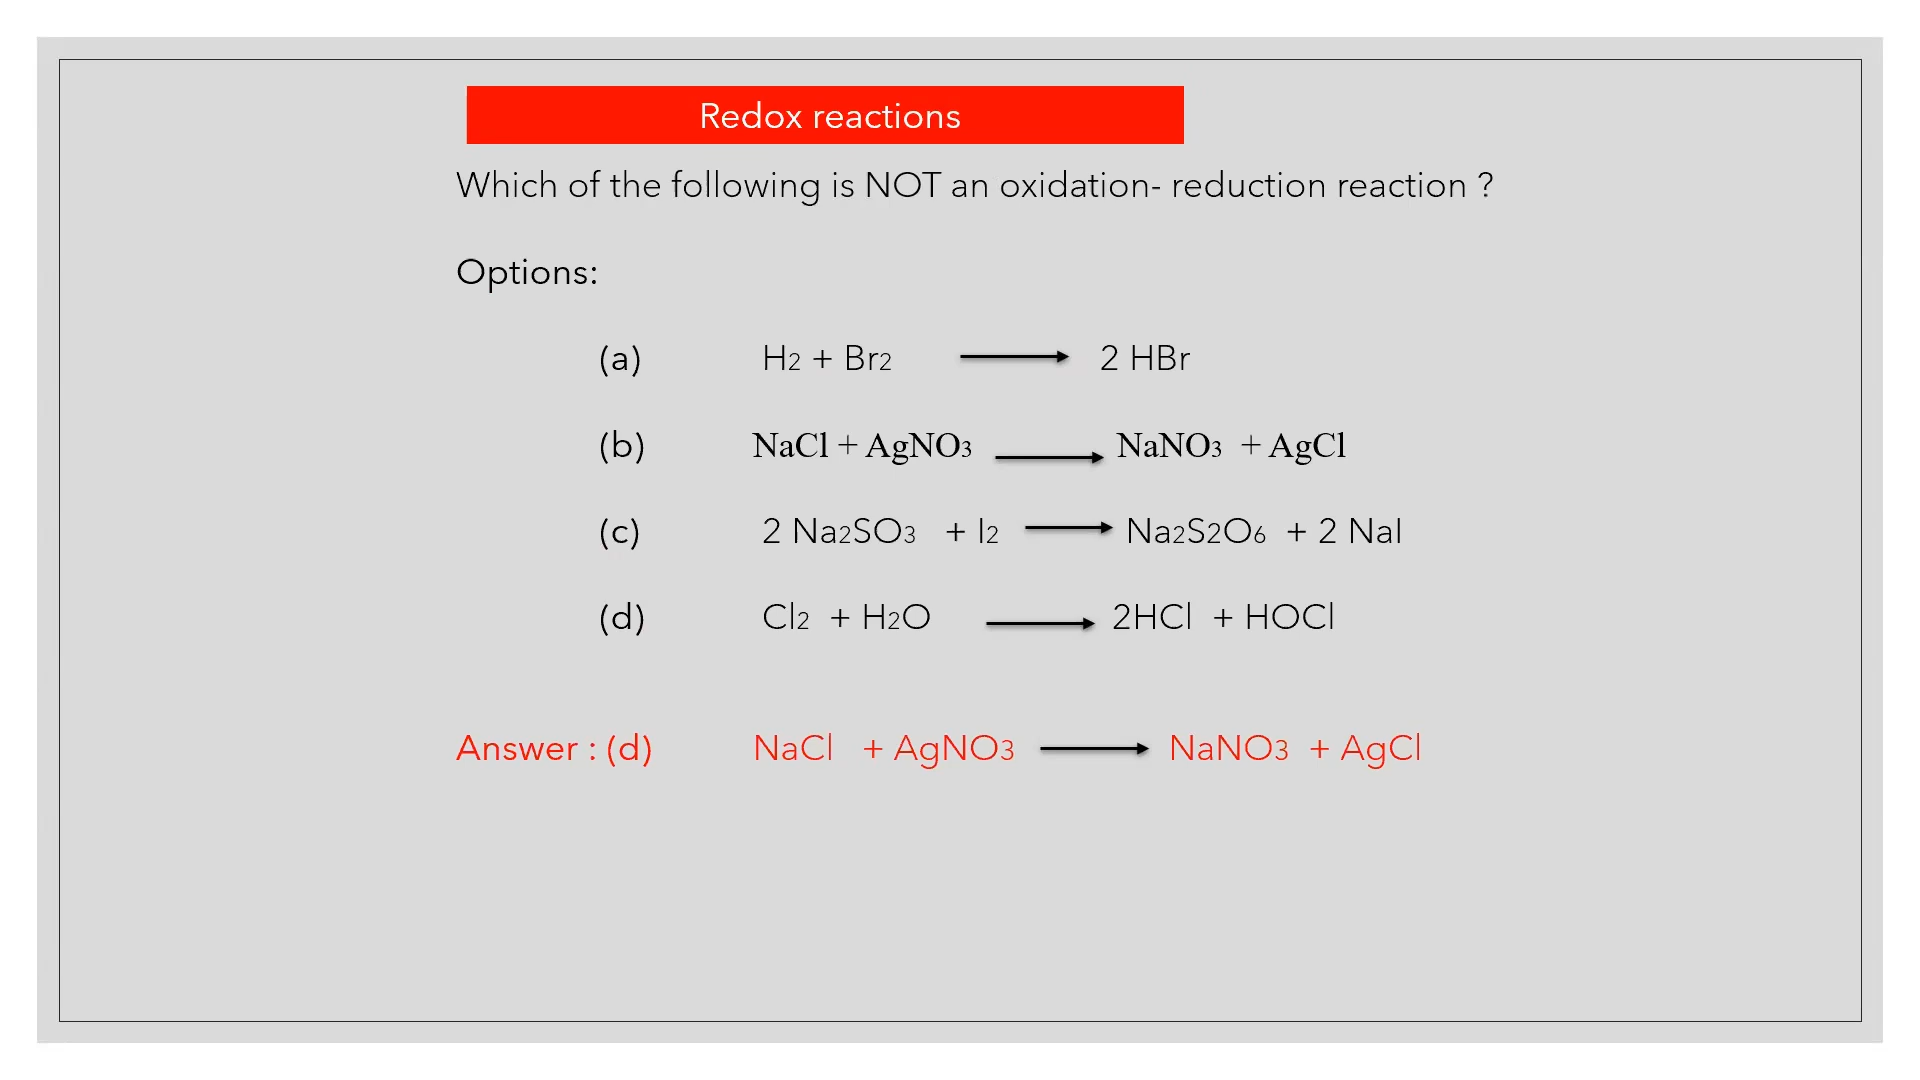 Redox reactions
Which of the following is NOT an oxidation- reduction reaction ?
Options:
(a) H2 + Br2 ⟶ 2 HBr
(b) NaCl + AgNO3 ⟶ NaNO3 + AgCl
(c) 2 Na2SO3 + I2 ⟶ Na2S2O6 + 2 NaI
(d) Cl2 + H2O ⟶ 2HCl + HOCl
Answer : (d) NaCl + AgNO3 ⟶ NaNO3 + AgCl